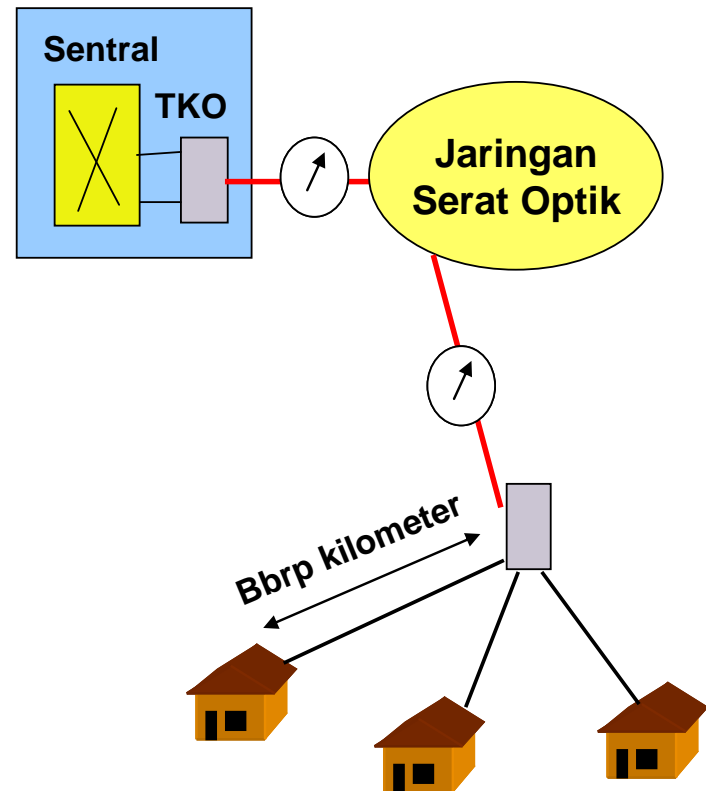 Sentral
TKO
Jaringan
Serat Optik
Bbrp kilometer